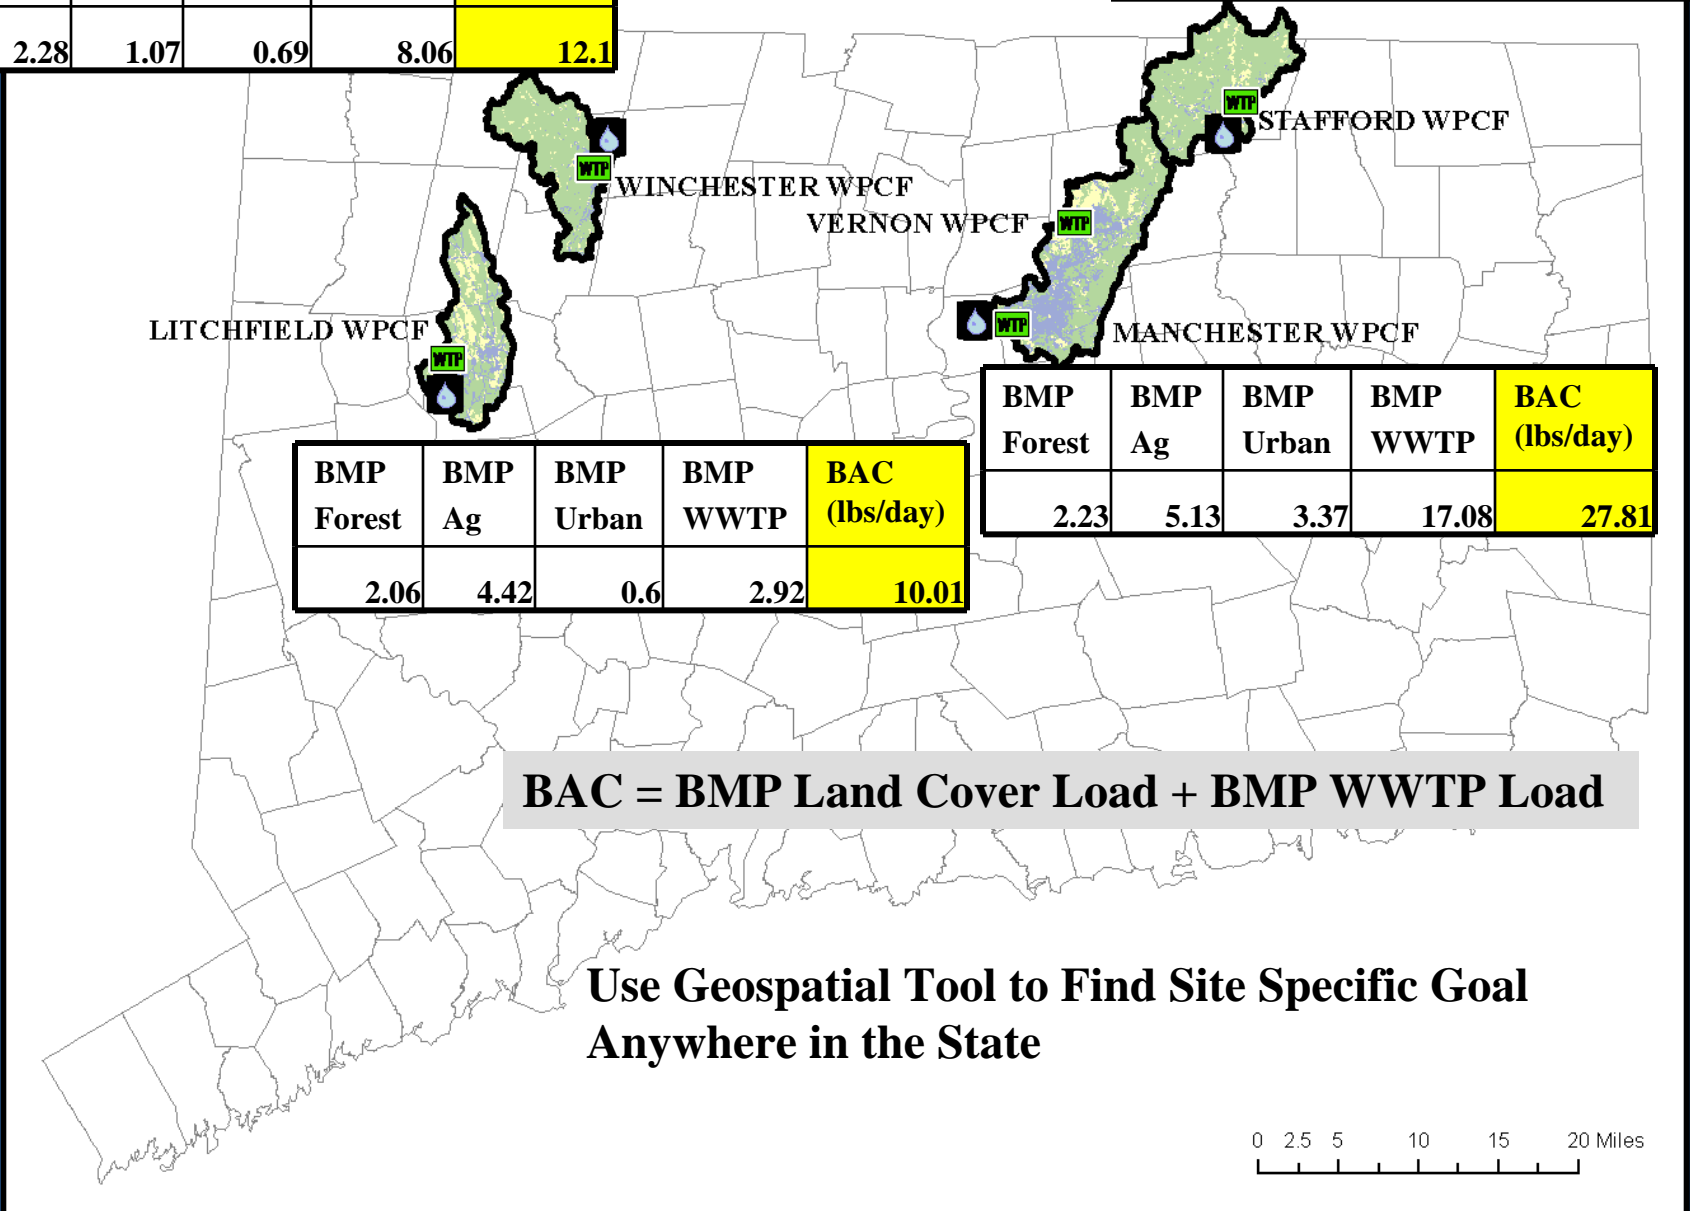 2.28 1.07 0.69 8.06 12.1
WTP
STAFFORD WPCF
WTP
WINCHESTER WPCF
VERNON WPCF
WTP
LITCHFIELD WPCF
WTP
WTP
MANCHESTER WPCF
BMP Forest BMP Ag BMP Urban BMP WWTP BAC (lbs/day)
2.23 5.13 3.37 17.08 27.81
BMP Forest BMP Ag BMP Urban BMP WWTP BAC (lbs/day)
2.06 4.42 0.6 2.92 10.01
BAC = BMP Land Cover Load + BMP WWTP Load
Use Geospatial Tool to Find Site Specific Goal
Anywhere in the State
0 2.5 5 10 15 20 Miles